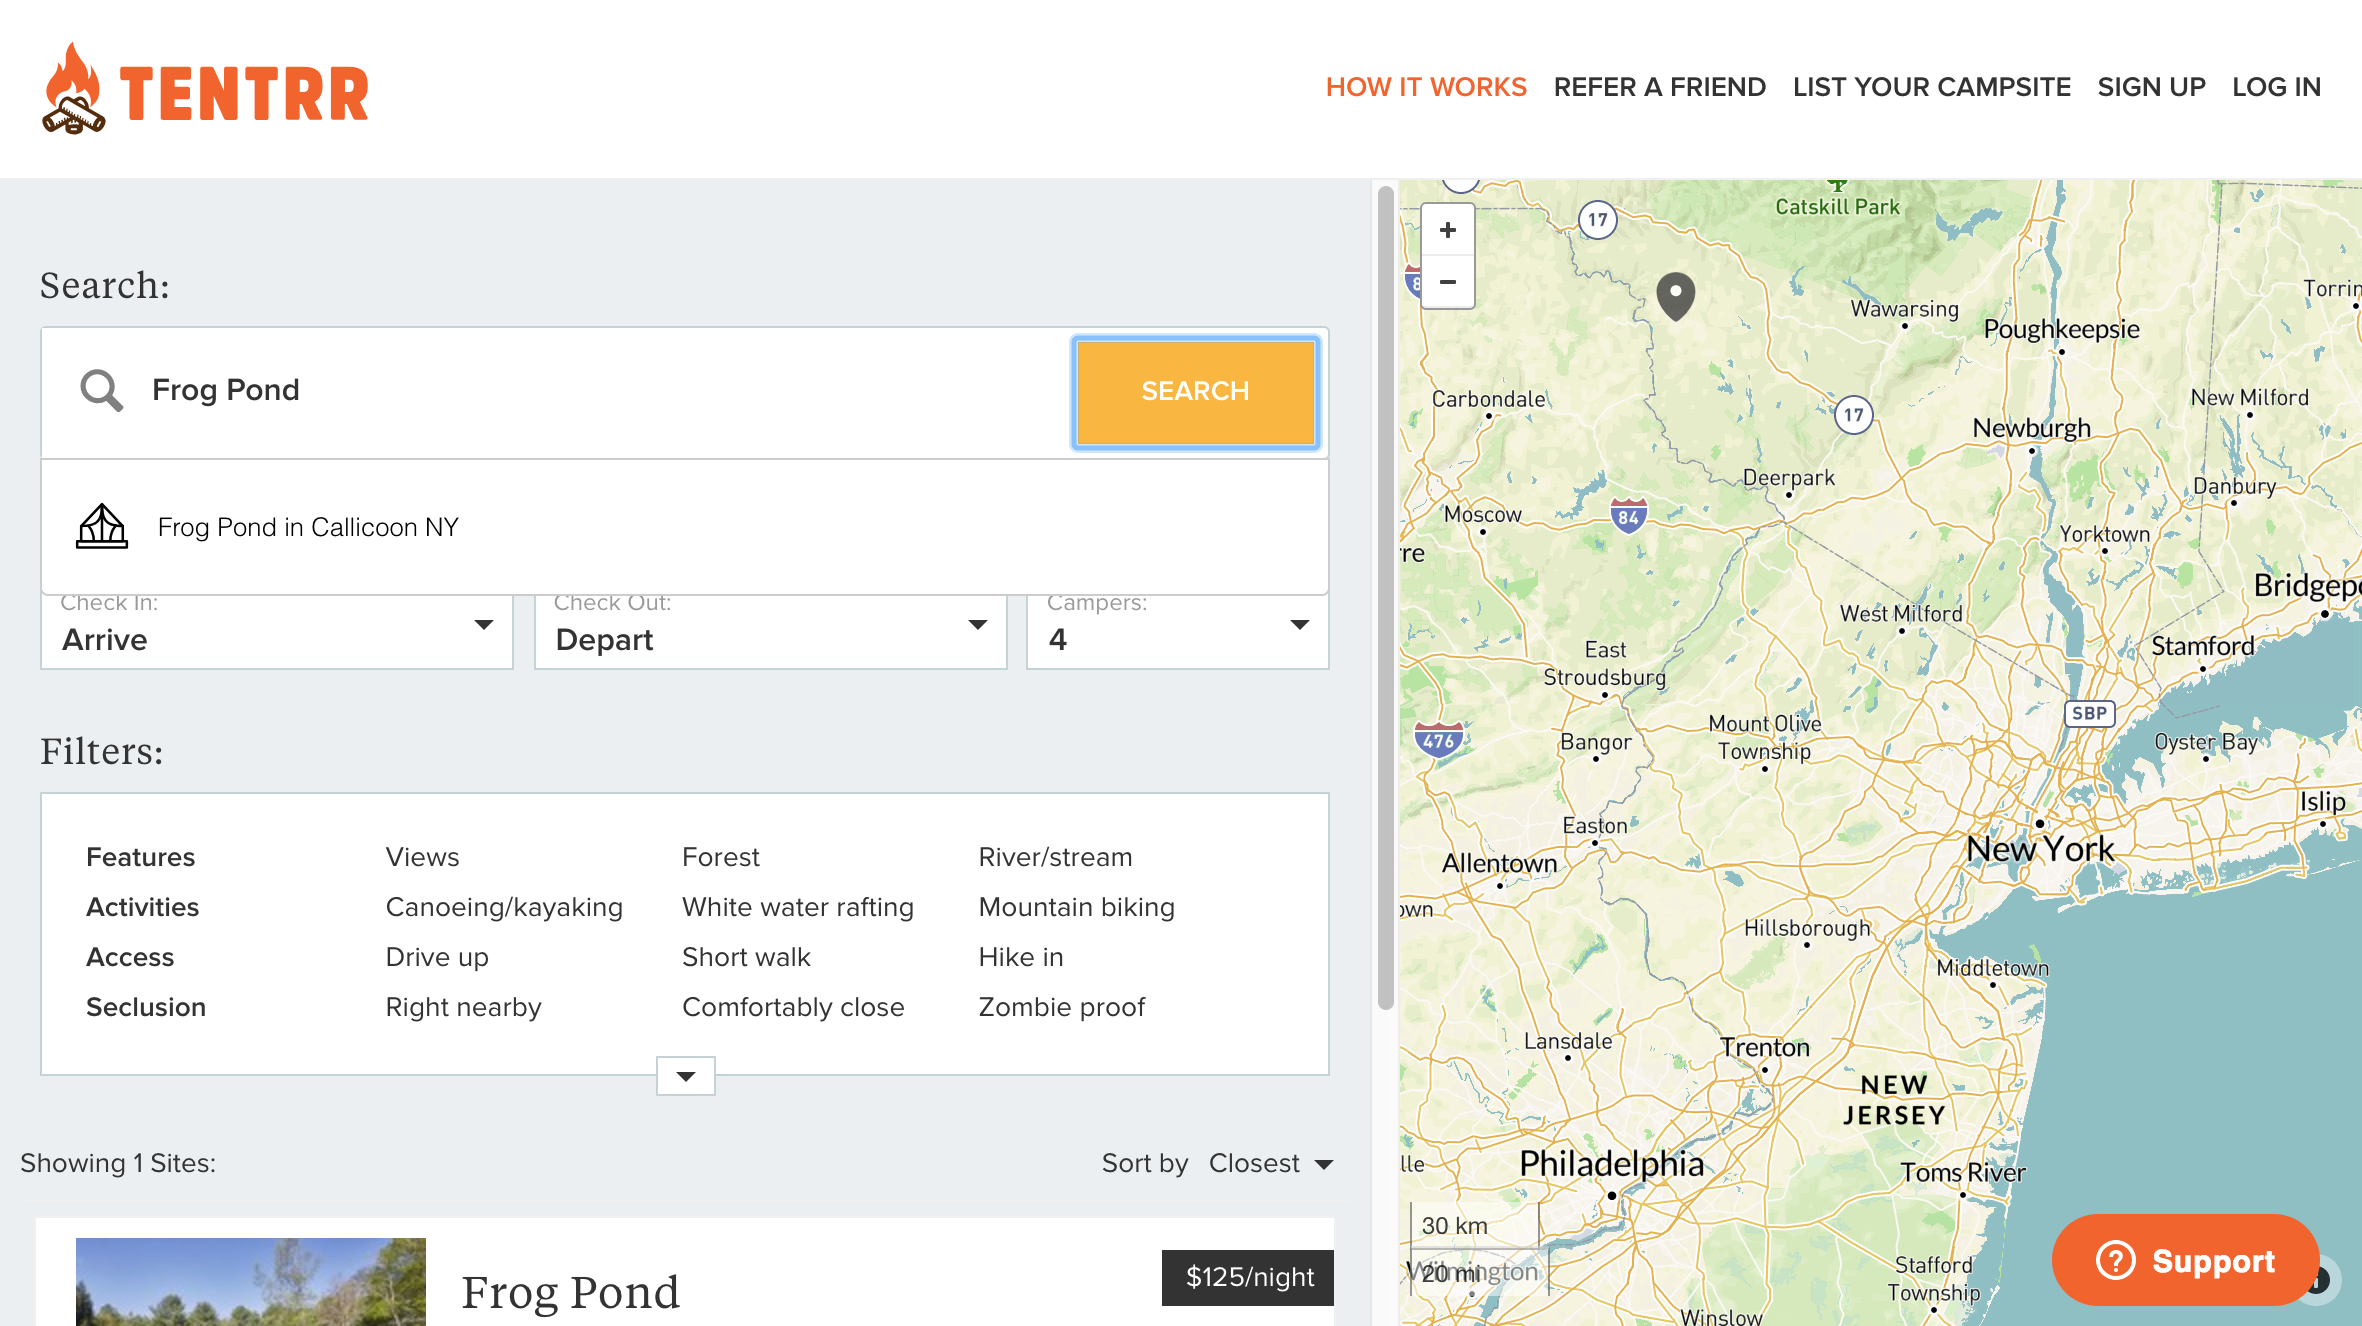 TENTRR
HOW IT WORKS REFER A FRIEND LIST YOUR CAMPSITE SIGN UP LOG IN
Search:
Frog Pond
SEARCH
Frog Pond in Callicoon NY
Check In:
Arrive
Check Out:
Depart
Campers:
4
Filters:
Features Views Forest River/stream
Activities Canoeing/kayaking White water rafting Mountain biking
Access Drive up Short walk Hike in
Seclusion Right nearby Comfortably close Zombie proof
Showing 1 Sites:
Sort by Closest
Frog Pond
$125/night
+
−
Catskill Park
17
Wawarsing
Poughkeepsie
Carbondale
New Milford
17
Newburgh
Deerpark
Danbury
Moscow
84
Yorktown
West Milford
Stamford
East
Stroudsburg
SBP
476
Bangor
Mount Olive
Township
Oyster Bay
Islip
Easton
New York
Allentown
Hillsborough
Middletown
Lansdale
Trenton
NEW
JERSEY
Philadelphia
Toms River
30 km
20 mi
Wilmington
Stafford
Township
Winslow
Support